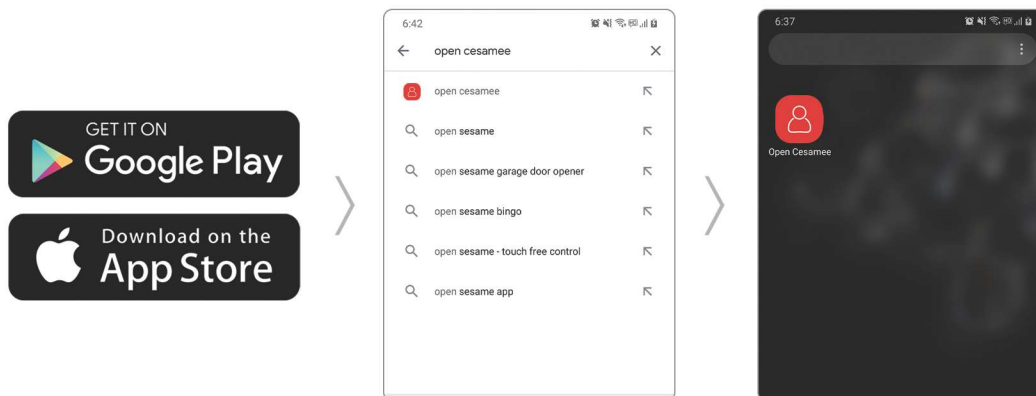 GET IT ON
Google Play
Download on the
App Store
6:42
open cesamee
open cesamee
open sesame
open sesame garage door opener
open sesame bingo
open sesame - touch free control
open sesame app
6:37
Open Cesamee